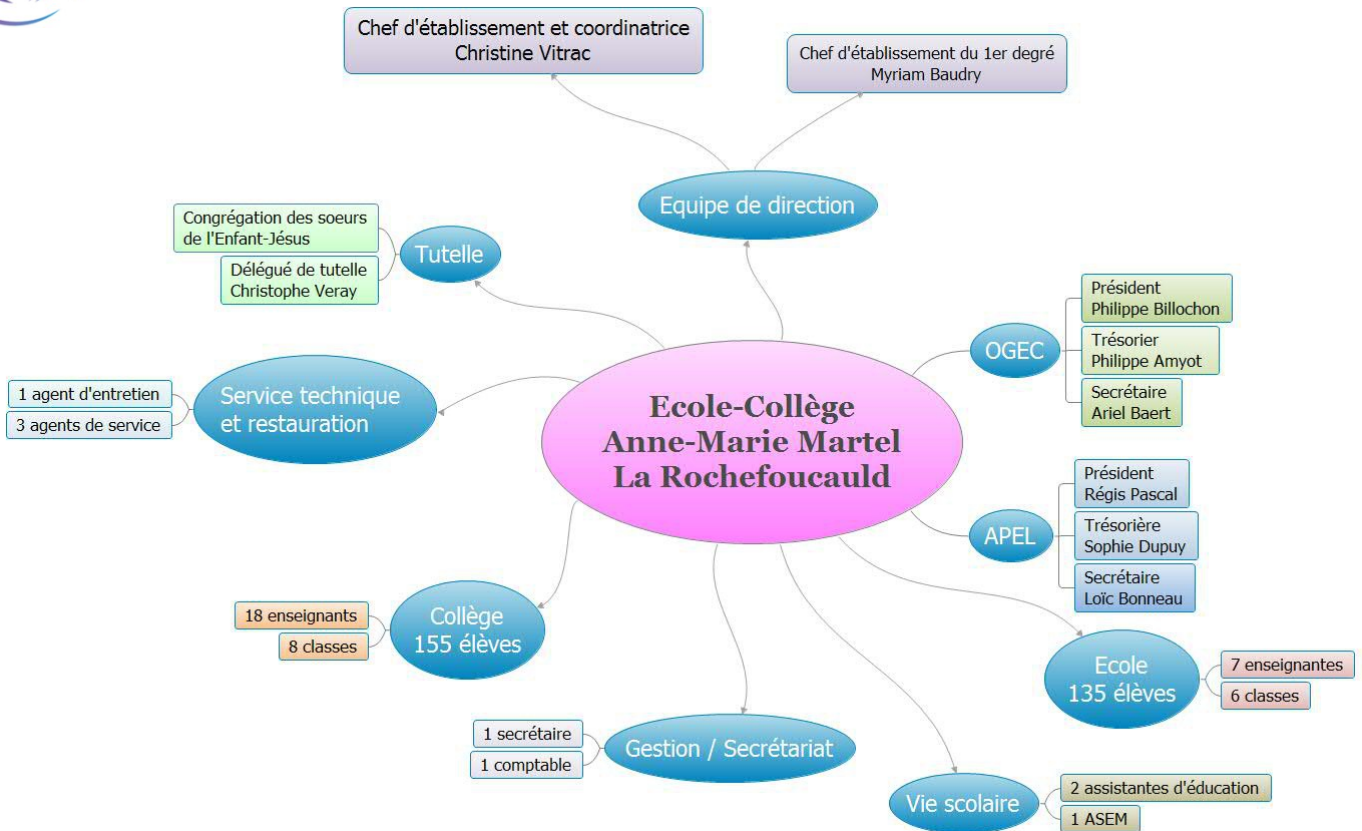 Chef d'établissement et coordinatrice
Christine Vitrac
Chef d'établissement du 1er degré
Myriam Baudry
Equipe de direction
Congrégation des soeurs
de l'Enfant-Jésus
Délégué de tutelle
Christophe Veray
Tutelle
Président
Philippe Billochon
Trésorier
Philippe Amyot
Secrétaire
Ariel Baert
OGEC
1 agent d'entretien
3 agents de service
Service technique
et restauration
Ecole-Collège
Anne-Marie Martel
La Rochefoucauld
APEL
Président
Régis Pascal
Trésorière
Sophie Dupuy
Secrétaire
Loïc Bonneau
18 enseignants
8 classes
Collège
155 élèves
Ecole
135 élèves
7 enseignantes
6 classes
1 secrétaire
1 comptable
Gestion / Secrétariat
Vie scolaire
2 assistantes d'éducation
1 ASEM